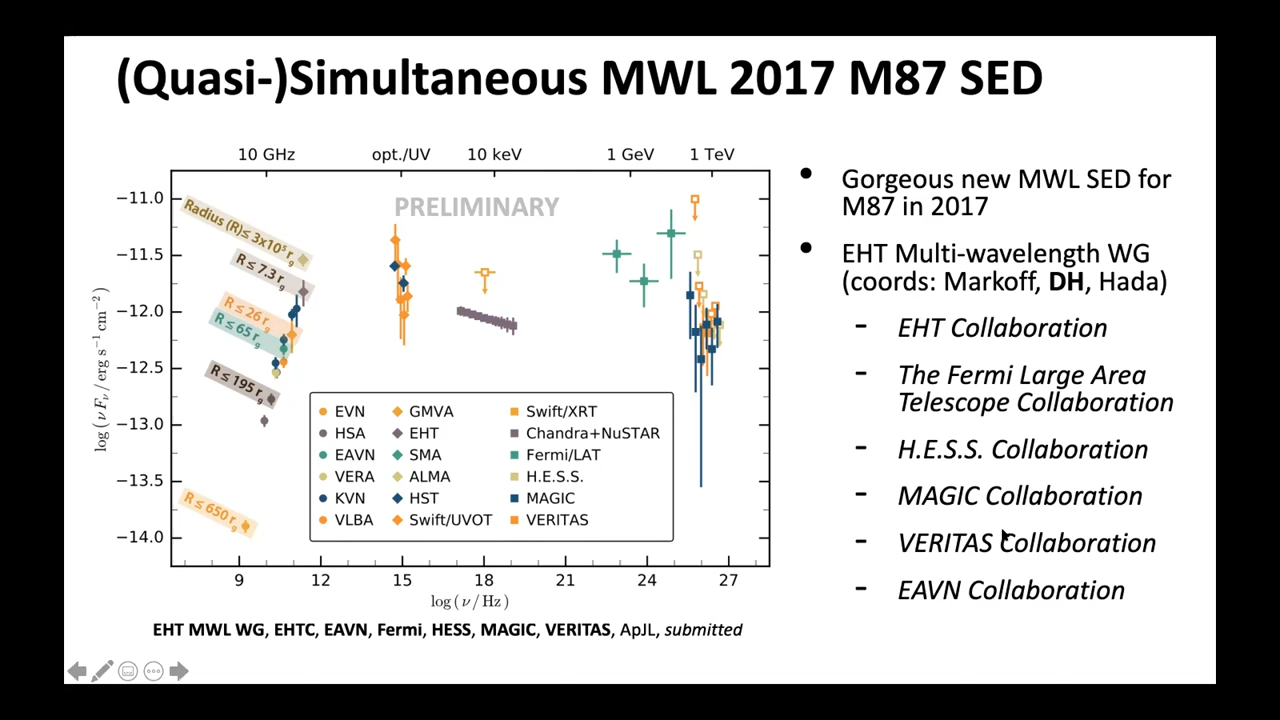 (Quasi-)Simultaneous MWL 2017 M87 SED
10 GHz opt./UV 10 keV 1 GeV 1 TeV
PRELIMINARY
−11.0
−11.5
−12.0
−12.5
−13.0
−13.5
−14.0
log ( ν Fν / erg s⁻¹ cm⁻² )
Radius (R)≤ 3x10⁵ rg
R ≤ 7.3 rg
R ≤ 26 rg
R ≤ 65 rg
R ≤ 195 rg
R ≤ 650 rg
EVN GMVA Swift/XRT
HSA EHT Chandra+NuSTAR
EAVN SMA Fermi/LAT
VERA ALMA H.E.S.S.
KVN HST MAGIC
VLBA Swift/UVOT VERITAS
9 12 15 18 21 24 27
log ( ν / Hz )
EHT MWL WG, EHTC, EAVN, Fermi, HESS, MAGIC, VERITAS, ApJL, submitted
• Gorgeous new MWL SED for
M87 in 2017
• EHT Multi-wavelength WG
(coords: Markoff, DH, Hada)
- EHT Collaboration
- The Fermi Large Area
Telescope Collaboration
- H.E.S.S. Collaboration
- MAGIC Collaboration
- VERITAS Collaboration
- EAVN Collaboration